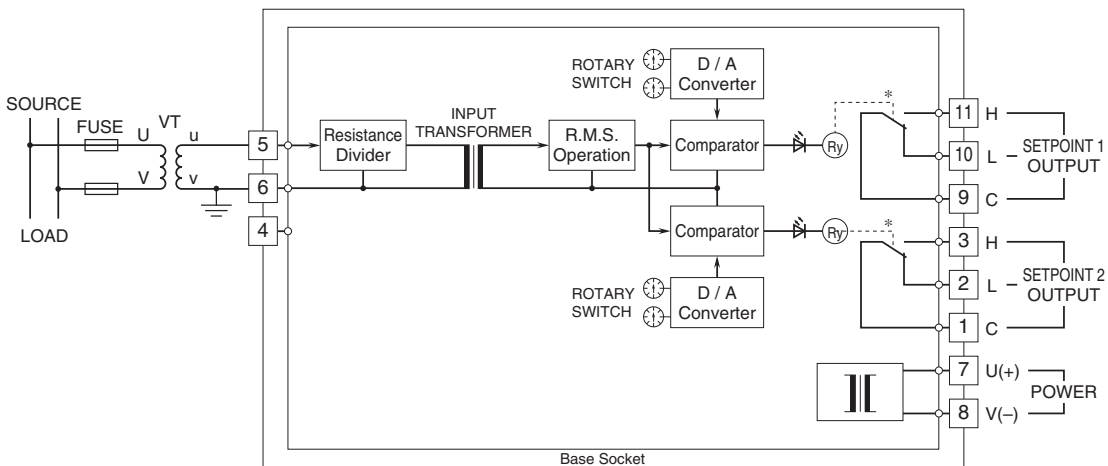 SOURCE
FUSE
VT
U
u
V
v
LOAD
5
6
4
Resistance
Divider
INPUT
TRANSFORMER
R.M.S.
Operation
ROTARY
SWITCH
D / A
Converter
Comparator
Ry
*
11 H
10 L
9 C
SETPOINT 1
OUTPUT
Comparator
Ry
*
3 H
2 L
1 C
SETPOINT 2
OUTPUT
ROTARY
SWITCH
D / A
Converter
7 U(+)
8 V(–)
POWER
Base Socket